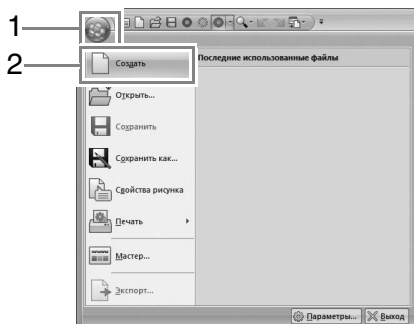 1
2
Создать
Последние использованные файлы
Открыть...
Сохранить
Сохранить как...
Свойства рисунка
Печать
Мастер...
Экспорт...
Параметры...
Выход